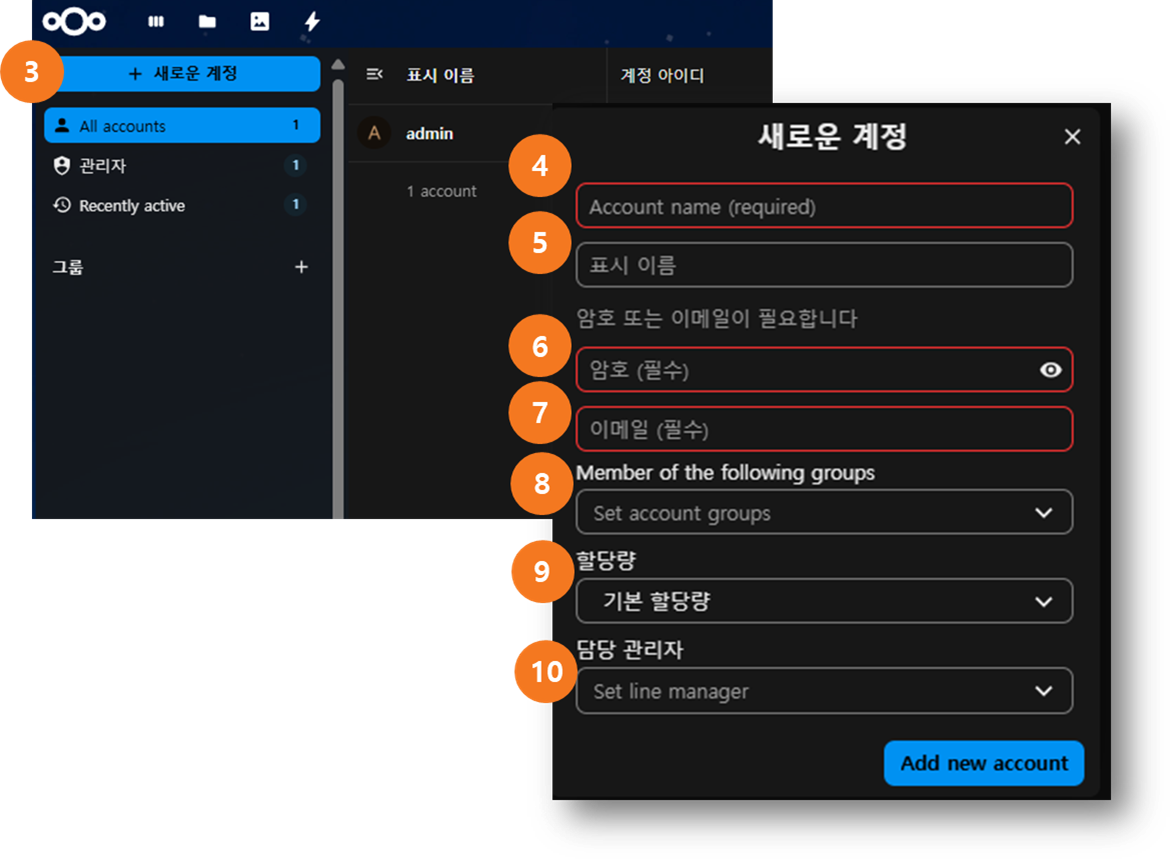 3
+ 새로운 계정
표시 이름
계정 아이디
All accounts 1
A admin
관리자 1
1 account
Recently active 1
그룹 +
새로운 계정
4
Account name (required)
5
표시 이름
암호 또는 이메일이 필요합니다
6
암호 (필수)
7
이메일 (필수)
8
Member of the following groups
Set account groups
9
할당량
기본 할당량
10
담당 관리자
Set line manager
Add new account